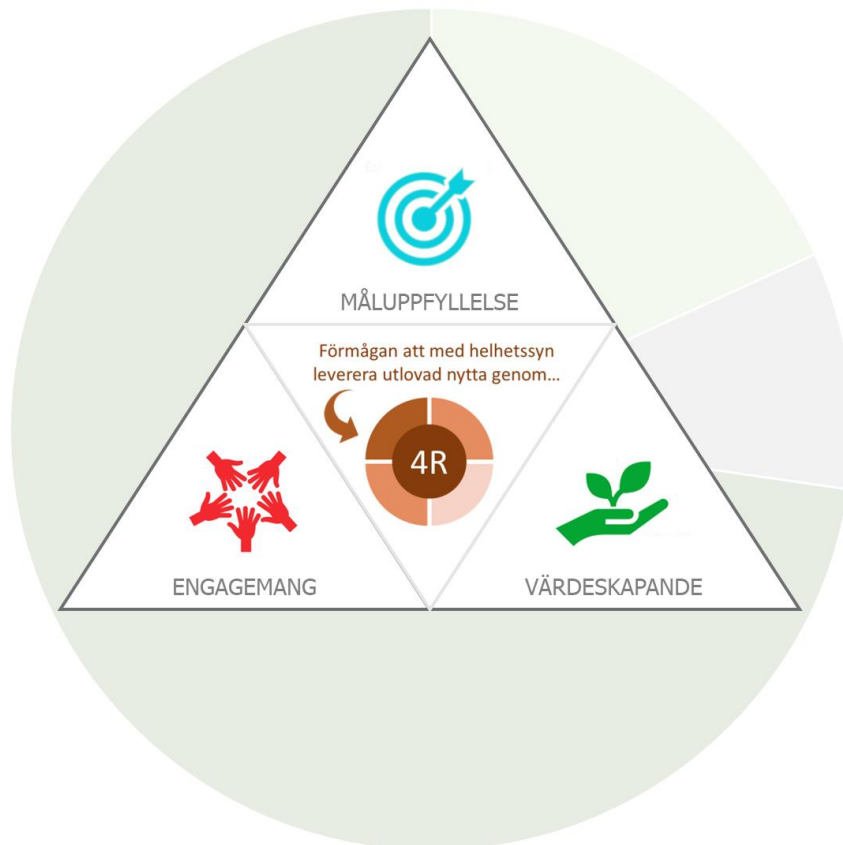 MÅLUPPFYLLELSE
Förmågan att med helhetssyn
leverera utlovad nytta genom...
4R
ENGAGEMANG
VÄRDESKAPANDE